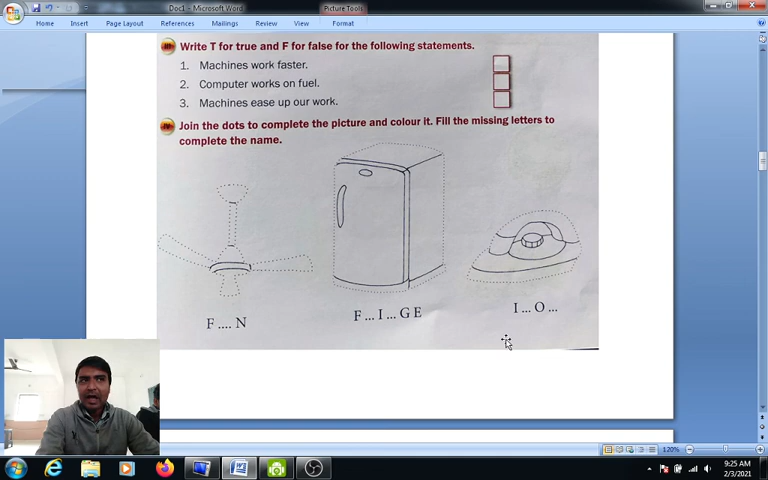 Doc1 - Microsoft Word
Picture Tools
Home Insert Page Layout References Mailings Review View Format
III Write T for true and F for false for the following statements.
1. Machines work faster.
2. Computer works on fuel.
3. Machines ease up our work.
IV Join the dots to complete the picture and colour it. Fill the missing letters to
complete the name.
F .... N
F ... I ... G E
I ... O ...
120%
9:25 AM
2/3/2021